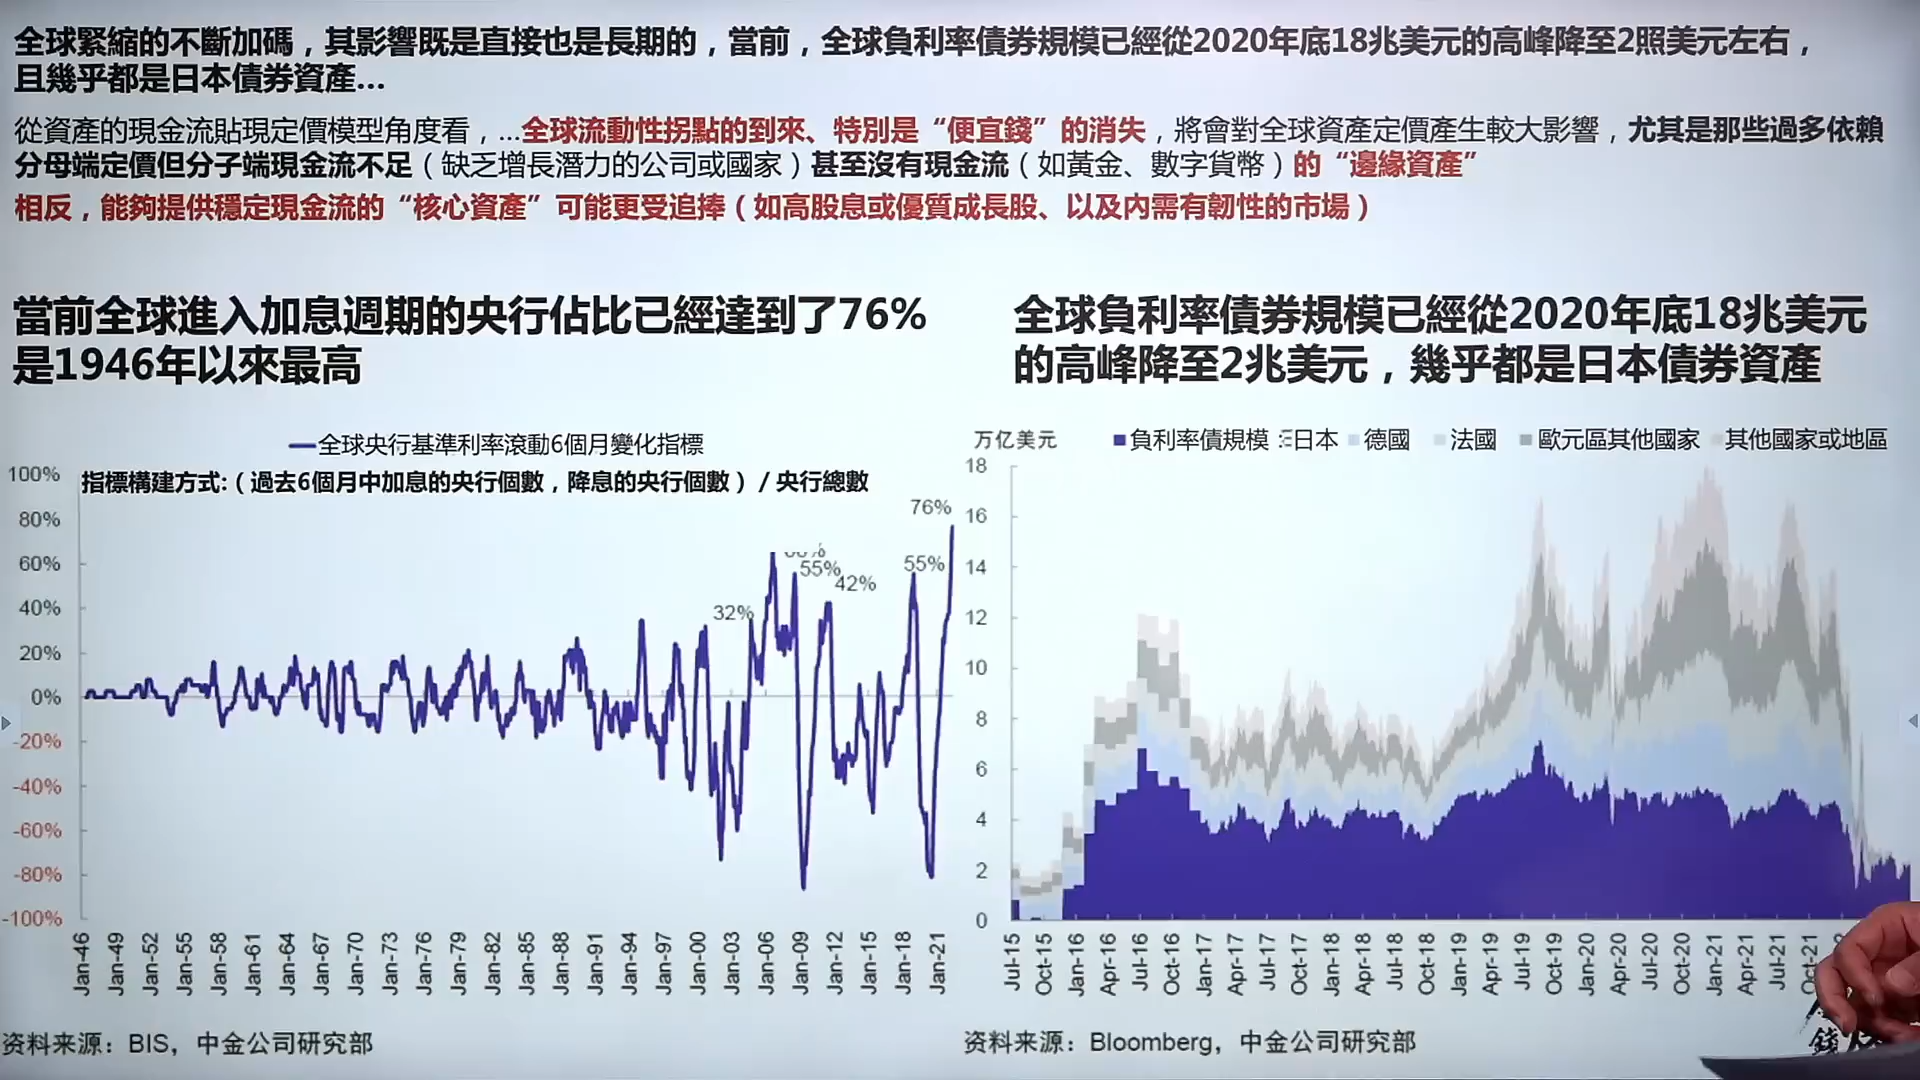 全球緊縮的不斷加碼，其影響既是直接也是長期的，當前，全球負利率債券規模已經從2020年底18兆美元的高峰降至2照美元左右，
且幾乎都是日本債券資產...
從資產的現金流貼現定價模型角度看，...全球流動性拐點的到來、特別是“便宜錢”的消失，將會對全球資產定價產生較大影響，尤其是那些過多依賴
分母端定價但分子端現金流不足（缺乏增長潛力的公司或國家）甚至沒有現金流（如黃金、數字貨幣）的“邊緣資產”
相反，能夠提供穩定現金流的“核心資產”可能更受追捧（如高股息或優質成長股、以及內需有韌性的市場）
當前全球進入加息週期的央行佔比已經達到了76%
是1946年以來最高
全球央行基準利率滾動6個月變化指標
指標構建方式:（過去6個月中加息的央行個數，降息的央行個數）/ 央行總數
100%
80%
60%
40%
20%
0%
-20%
-40%
-60%
-80%
-100%
32%
55%
42%
55%
76%
Jan-46
Jan-49
Jan-52
Jan-55
Jan-58
Jan-61
Jan-64
Jan-67
Jan-70
Jan-73
Jan-76
Jan-79
Jan-82
Jan-85
Jan-88
Jan-91
Jan-94
Jan-97
Jan-00
Jan-03
Jan-06
Jan-09
Jan-12
Jan-15
Jan-18
Jan-21
资料来源：BIS，中金公司研究部
全球負利率債券規模已經從2020年底18兆美元
的高峰降至2兆美元，幾乎都是日本債券資產
万亿美元
負利率債規模：日本 德國 法國 歐元區其他國家 其他國家或地區
18
16
14
12
10
8
6
4
2
0
Jul-15
Oct-15
Jan-16
Apr-16
Jul-16
Oct-16
Jan-17
Apr-17
Jul-17
Oct-17
Jan-18
Apr-18
Jul-18
Oct-18
Jan-19
Apr-19
Jul-19
Oct-19
Jan-20
Apr-20
Jul-20
Oct-20
Jan-21
Apr-21
Jul-21
Oct-21
资料来源：Bloomberg，中金公司研究部
錢